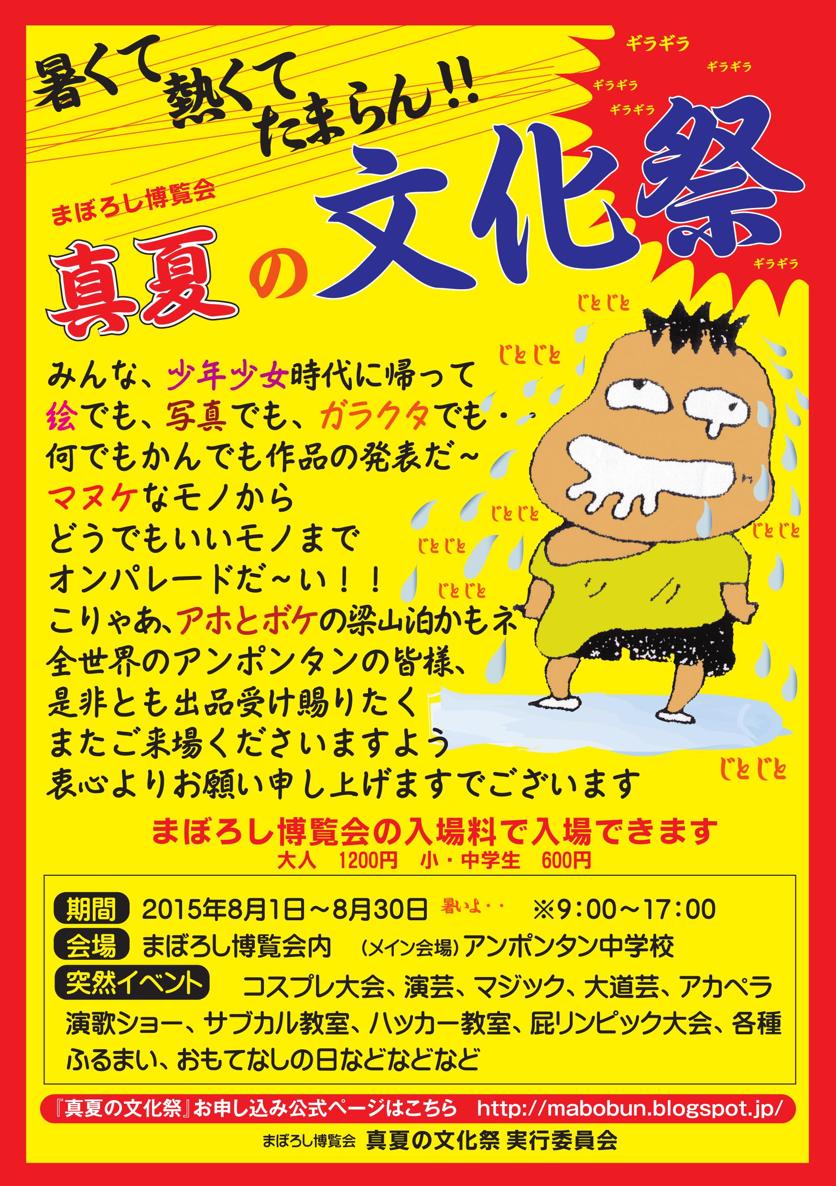 暑くて
熱くて
たまらん!!
ギラギラ
ギラギラ
ギラギラ
ギラギラ
まぼろし博覧会
真夏の文化祭
ギラギラ
じとじと
じとじと
みんな、少年少女時代に帰って
絵でも、写真でも、ガラクタでも・・
何でもかんでも作品の発表だ～
マヌケなモノから
どうでもいいモノまで
オンパレードだ～い！！
じとじと
じとじと
じとじと
じとじと
こりゃあ、アホとボケの梁山泊かもネ
全世界のアンポンタンの皆様、
是非とも出品受け賜りたく
またご来場くださいますよう
衷心よりお願い申し上げますでございます
じとじと
まぼろし博覧会の入場料で入場できます
大人 1200円 小・中学生 600円
期間 2015年8月1日～8月30日 暑いよ・・ ※9：00～17：00
会場 まぼろし博覧会内 （メイン会場）アンポンタン中学校
突然イベント コスプレ大会、演芸、マジック、大道芸、アカペラ
演歌ショー、サブカル教室、ハッカー教室、屁リンピック大会、各種
ふるまい、おもてなしの日などなどなど
『真夏の文化祭』お申し込み公式ページはこちら http://mabobun.blogspot.jp/
まぼろし博覧会 真夏の文化祭 実行委員会